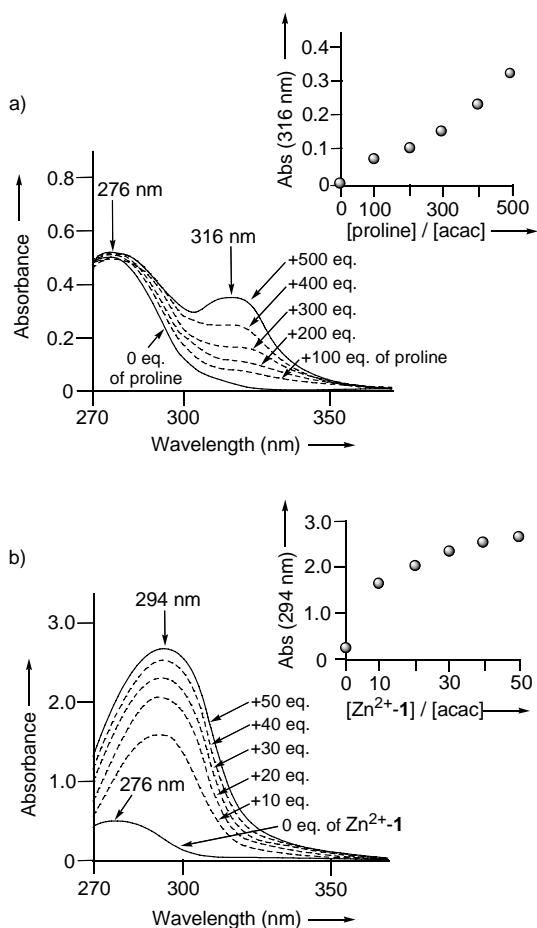 a)
Abs (316 nm)
0.4
0.3
0.2
0.1
0
0 100 300 500
[proline] / [acac]
Absorbance
0.8
0.6
0.4
0.2
0
276 nm
316 nm
+500 eq.
+400 eq.
+300 eq.
+200 eq.
+100 eq. of proline
0 eq.
of proline
270 300 350
Wavelength (nm)
b)
Abs (294 nm)
3.0
2.0
1.0
0
0 10 30 50
[Zn²⁺-1] / [acac]
Absorbance
3.0
2.0
1.0
0
294 nm
276 nm
+50 eq.
+40 eq.
+30 eq.
+20 eq.
+10 eq.
0 eq. of Zn²⁺-1
270 300 350
Wavelength (nm)